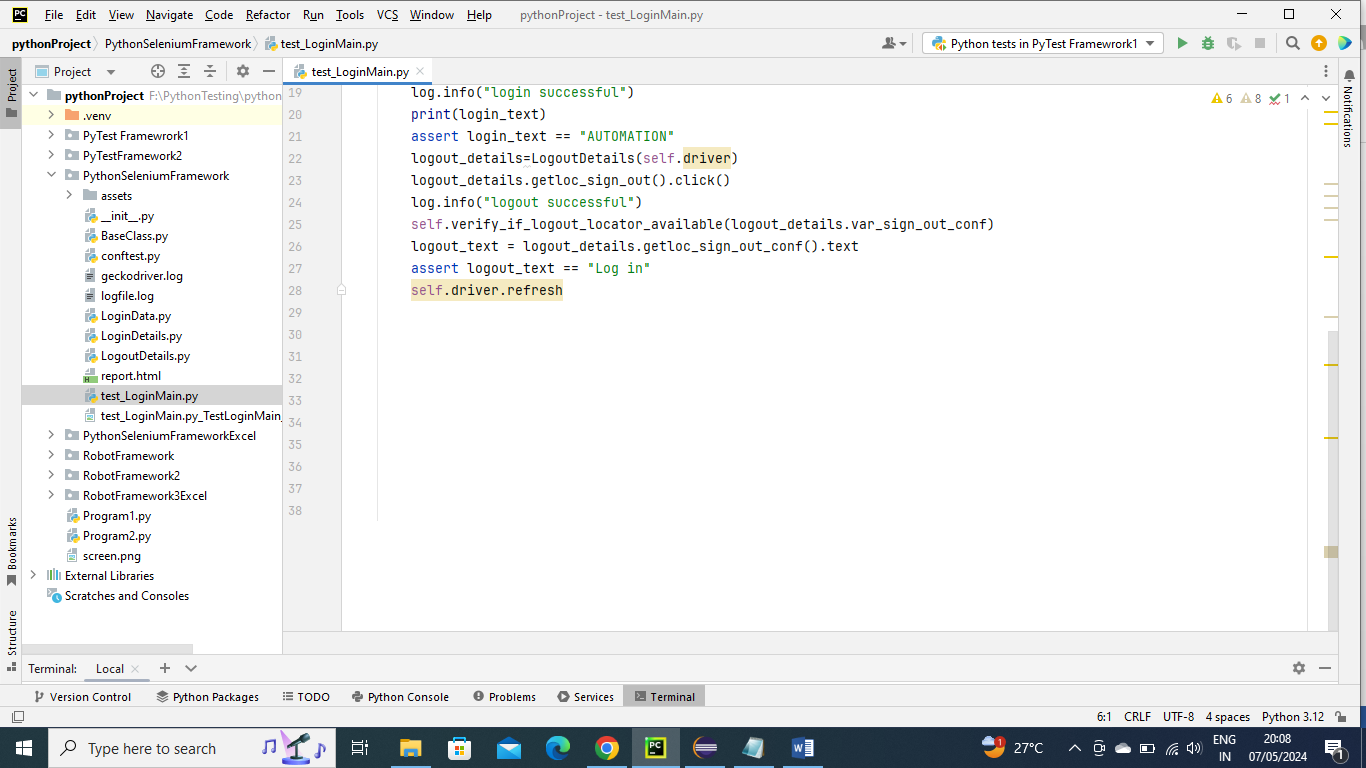 PC File Edit View Navigate Code Refactor Run Tools VCS Window Help pythonProject - test_LoginMain.py
pythonProject PythonSeleniumFramework test_LoginMain.py Python tests in PyTest Framewrork1
Project
Project
test_LoginMain.py
Notifications
pythonProject F:\PythonTesting\python
.venv
PyTest Framewrork1
PyTestFramework2
PythonSeleniumFramework
assets
__init__.py
BaseClass.py
conftest.py
geckodriver.log
logfile.log
LoginData.py
LoginDetails.py
LogoutDetails.py
report.html
test_LoginMain.py
test_LoginMain.py_TestLoginMain_
PythonSeleniumFrameworkExcel
RobotFramework
RobotFramework2
RobotFramework3Excel
Program1.py
Program2.py
screen.png
External Libraries
Scratches and Consoles
6 8 1
19 log.info("login successful")
20 print(login_text)
21 assert login_text == "AUTOMATION"
22 logout_details=LogoutDetails(self.driver)
23 logout_details.getloc_sign_out().click()
24 log.info("logout successful")
25 self.verify_if_logout_locator_available(logout_details.var_sign_out_conf)
26 logout_text = logout_details.getloc_sign_out_conf().text
27 assert logout_text == "Log in"
28 self.driver.refresh
29
30
31
32
33
34
35
36
37
38
Bookmarks
Structure
Terminal: Local
Version Control Python Packages TODO Python Console Problems Services Terminal
6:1 CRLF UTF-8 4 spaces Python 3.12
Type here to search
PC
W
27°C
ENG
IN
20:08
07/05/2024
1